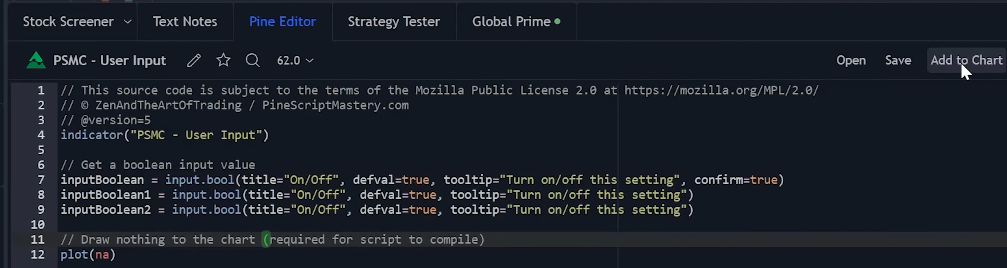 Stock Screener Text Notes Pine Editor Strategy Tester Global Prime
PSMC - User Input 62.0 Open Save Add to Chart
1 // This source code is subject to the terms of the Mozilla Public License 2.0 at https://mozilla.org/MPL/2.0/
2 // © ZenAndTheArtOfTrading / PineScriptMastery.com
3 // @version=5
4 indicator("PSMC - User Input")
5
6 // Get a boolean input value
7 inputBoolean = input.bool(title="On/Off", defval=true, tooltip="Turn on/off this setting", confirm=true)
8 inputBoolean1 = input.bool(title="On/Off", defval=true, tooltip="Turn on/off this setting")
9 inputBoolean2 = input.bool(title="On/Off", defval=true, tooltip="Turn on/off this setting")
10
11 // Draw nothing to the chart (required for script to compile)
12 plot(na)